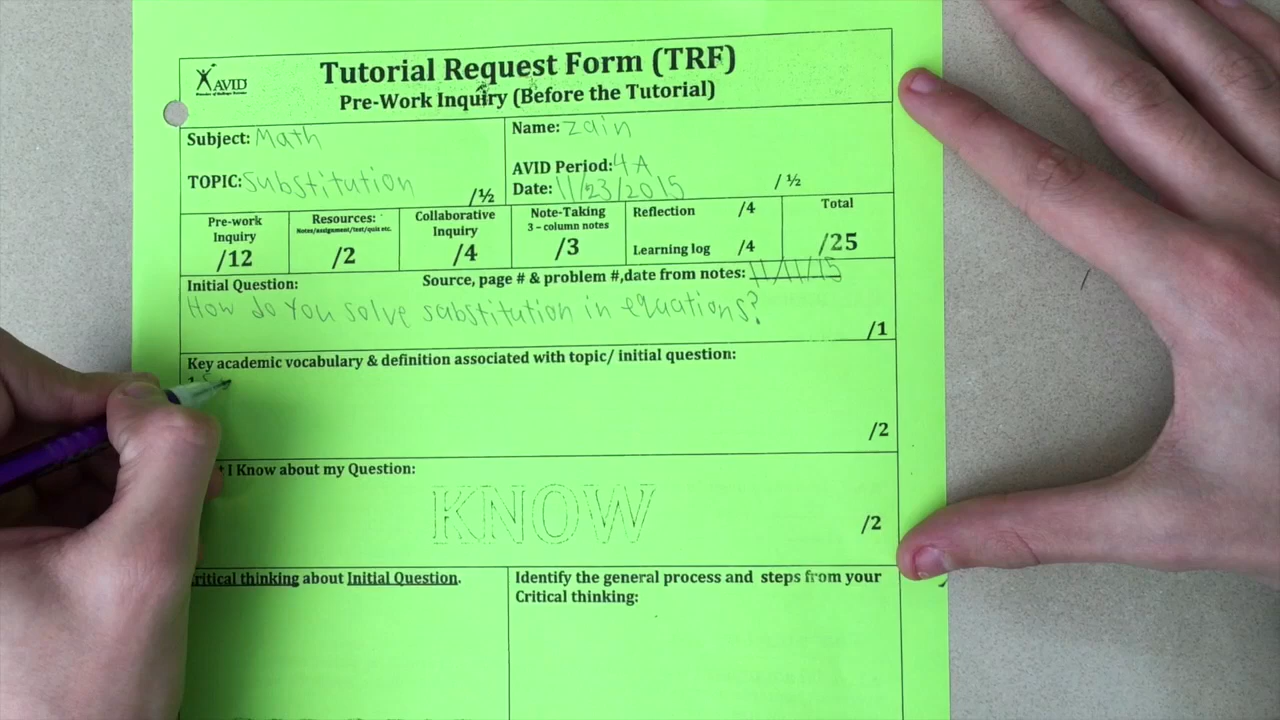 AVID
Tutorial Request Form (TRF)
Pre-Work Inquiry (Before the Tutorial)
Subject: Math
TOPIC: Substitution /½
Name: Zain
AVID Period: 4A
Date: 11/23/2015 /½
Pre-work Inquiry /12
Resources: Notes/assignment/test/quiz etc. /2
Collaborative Inquiry /4
Note-Taking 3 – column notes /3
Reflection /4
Learning log /4
Total /25
Initial Question: Source, page # & problem #,date from notes: 11/11/15
How do you solve substitution in equations?
/1
Key academic vocabulary & definition associated with topic/ initial question:
1
/2
I Know about my Question:
KNOW
/2
Critical thinking about Initial Question.
Identify the general process and steps from your
Critical thinking: